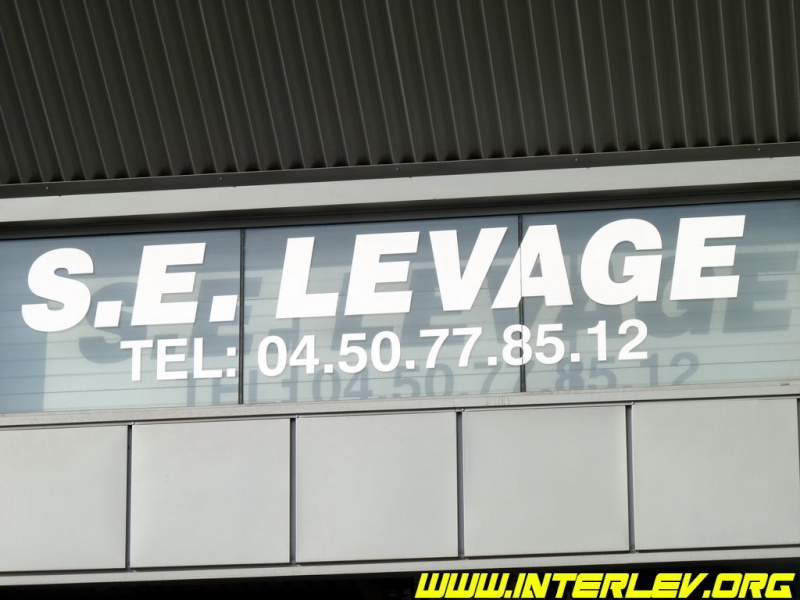 S.E. LEVAGE
TEL: 04.50.77.85.12
WWW.INTERLEV.ORG